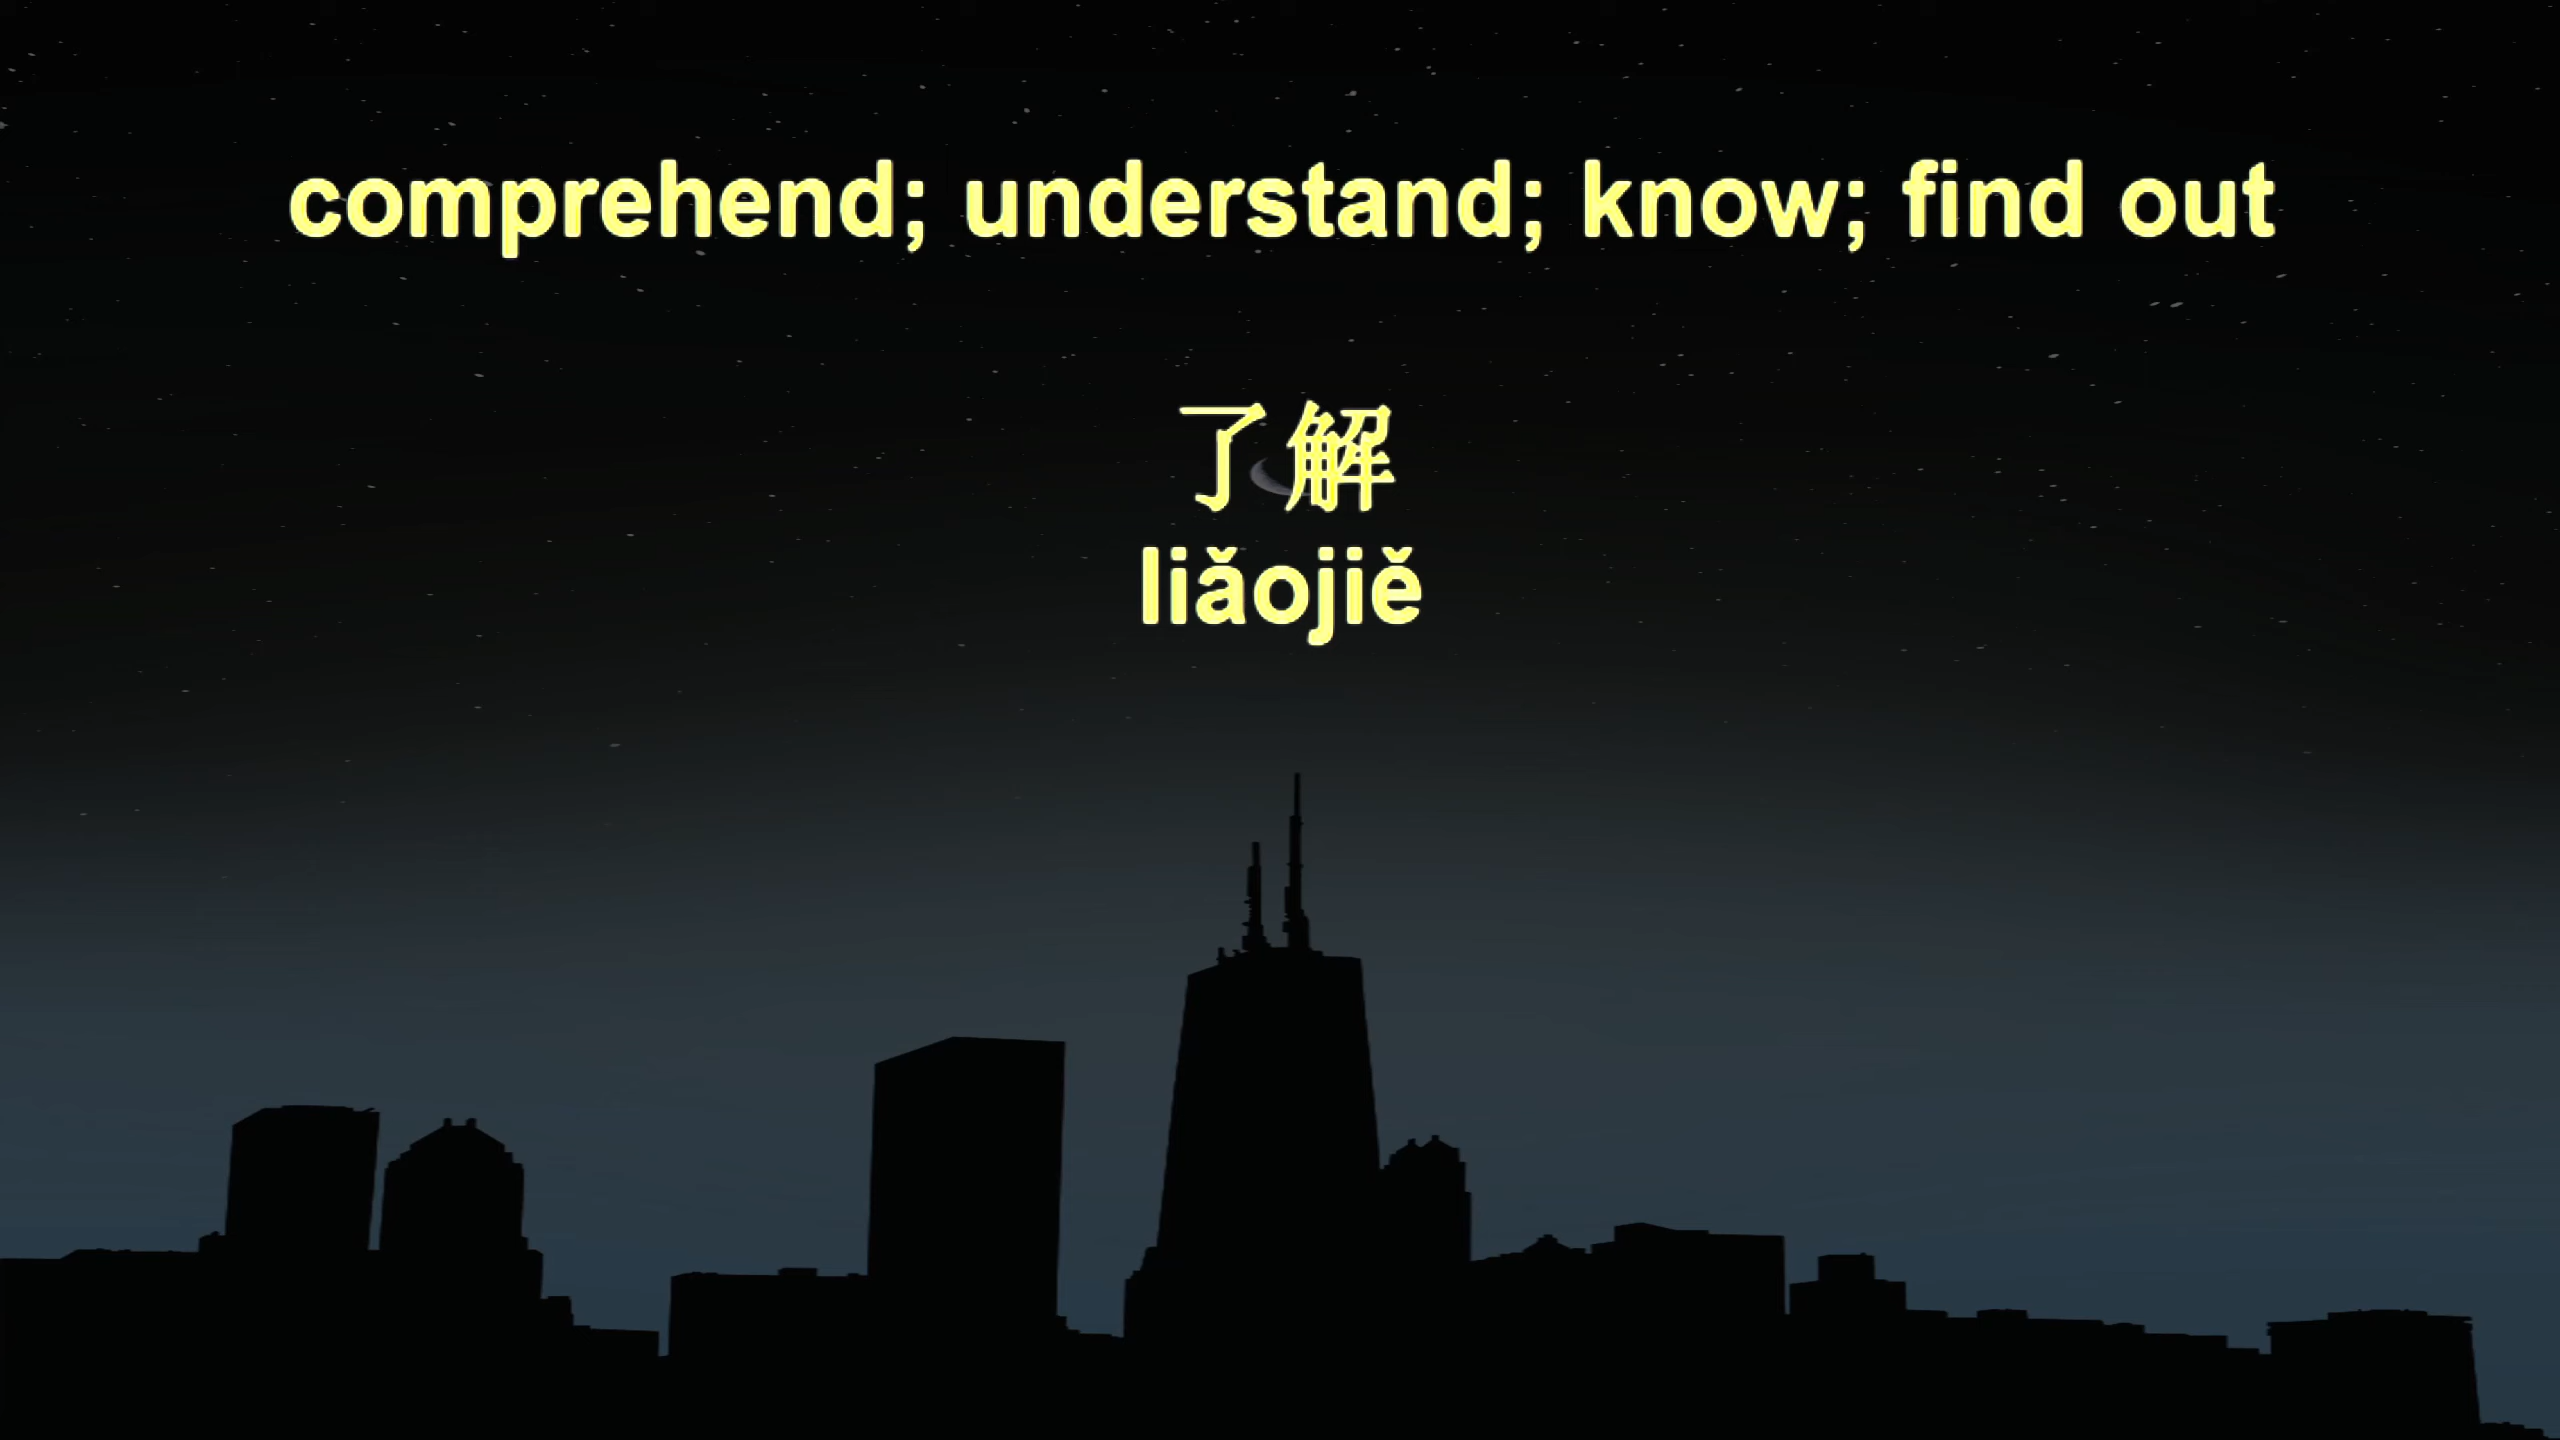 comprehend; understand; know; find out
了解
liǎojiě